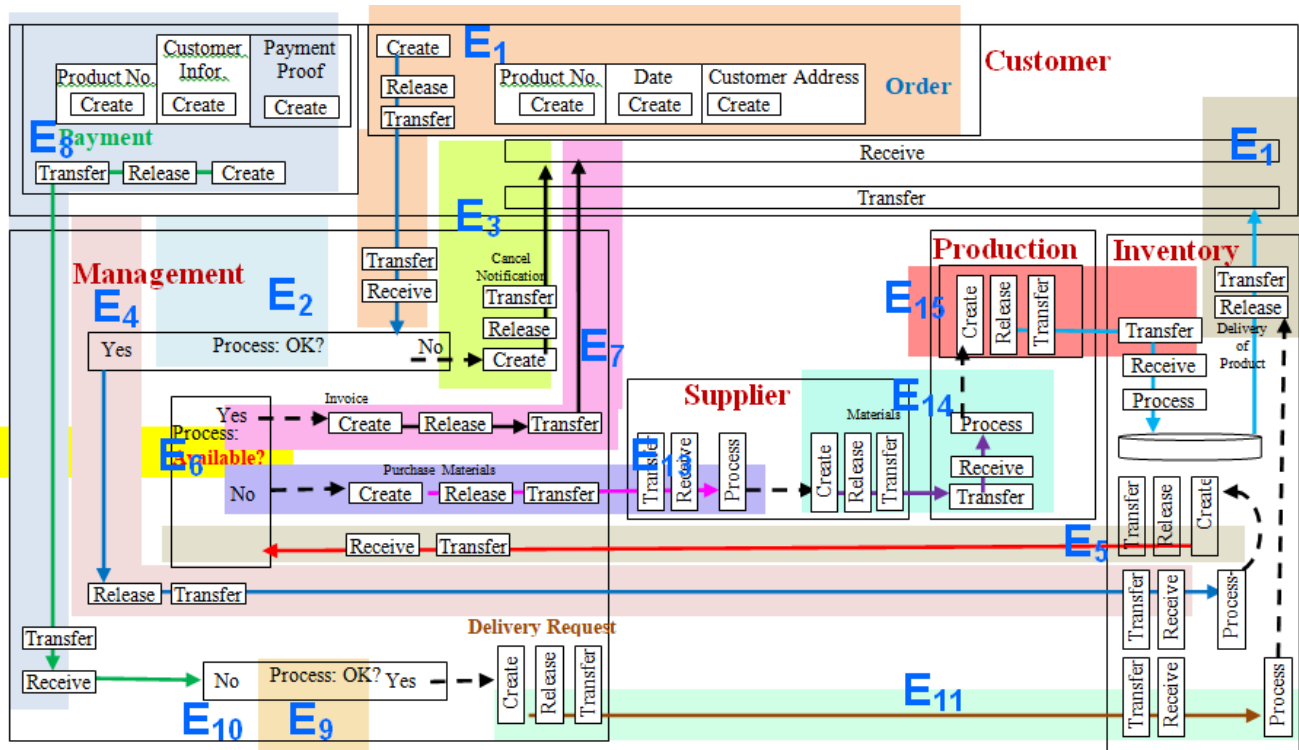 Customer
Product No.
Create
Customer
Infor.
Create
Payment
Proof
Create
E8
Payment
Transfer
Release
Create
Create
Release
Transfer
E1
Product No.
Create
Date
Create
Customer Address
Create
Order
Receive
Transfer
E1
Management
E4
E2
E3
Transfer
Receive
Cancel
Notification
Transfer
Release
Create
Yes
Process: OK?
No
E7
Yes
Process:
Available?
E6
No
Invoice
Create
Release
Transfer
Purchase Materials
Create
Release
Transfer
Supplier
E13
Transfer
Receive
Process
Materials
Create
Release
Transfer
E14
Production
E15
Create
Release
Transfer
Process
Receive
Transfer
Inventory
Transfer
Release
Delivery
of
Product
Transfer
Receive
Process
Transfer
Release
Create
E5
Receive
Transfer
Release
Transfer
Transfer
Receive
Process
Transfer
Receive
No
Process: OK?
Yes
E10
E9
Delivery Request
Create
Release
Transfer
E11
Transfer
Receive
Process